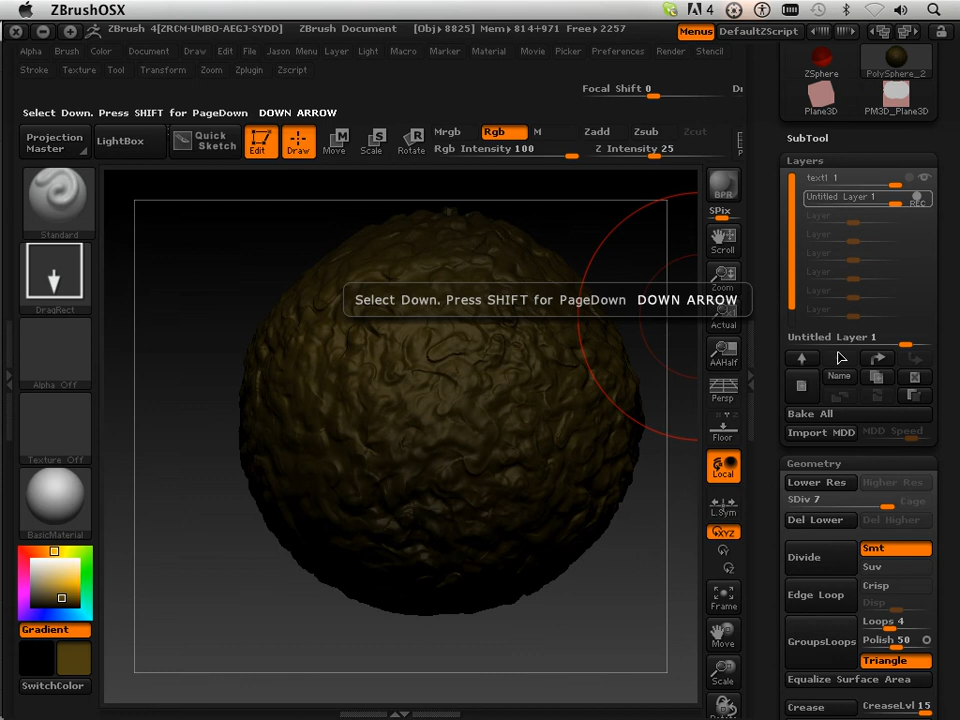 ZBrushOSX
4
ZBrush 4[ZRCM-UMBO-AEGJ-SYDD] ZBrush Document [Obj+ 8825] Mem+814+971 Free+2257 Menus DefaultZScript
Alpha Brush Color Document Draw Edit File Jason Menu Layer Light Macro Marker Material Movie Picker Preferences Render Stencil
Stroke Texture Tool Transform Zoom Zplugin Zscript
Focal Shift 0
Select Down. Press SHIFT for PageDown DOWN ARROW
Projection Master
LightBox
Quick Sketch
Edit
Draw
Move
Scale
Rotate
Mrgb Rgb M Zadd Zsub Zcut
Rgb Intensity 100 Z Intensity 25
Standard
DragRect
Alpha Off
Texture Off
BasicMaterial
Gradient
SwitchColor
Select Down. Press SHIFT for PageDown DOWN ARROW
BPR
SPix
Scroll
Zoom
Actual
AAHalf
Persp
Floor
Local
L.Sym
XYZ
Frame
Move
Scale
ZSphere PolySphere_2
Plane3D PM3D_Plane3D
SubTool
Layers
text1 1
Untitled Layer 1
REC
Layer
Layer
Layer
Layer
Layer
Layer
Untitled Layer 1
Name
Bake All
Import MDD MDD Speed
Geometry
Lower Res Higher Res
SDiv 7 Cage
Del Lower Del Higher
Divide
Smt
Suv
Edge Loop
Crisp
Disp
GroupsLoops
Loops 4
Polish 50
Triangle
Equalize Surface Area
Crease CreaseLvl 15